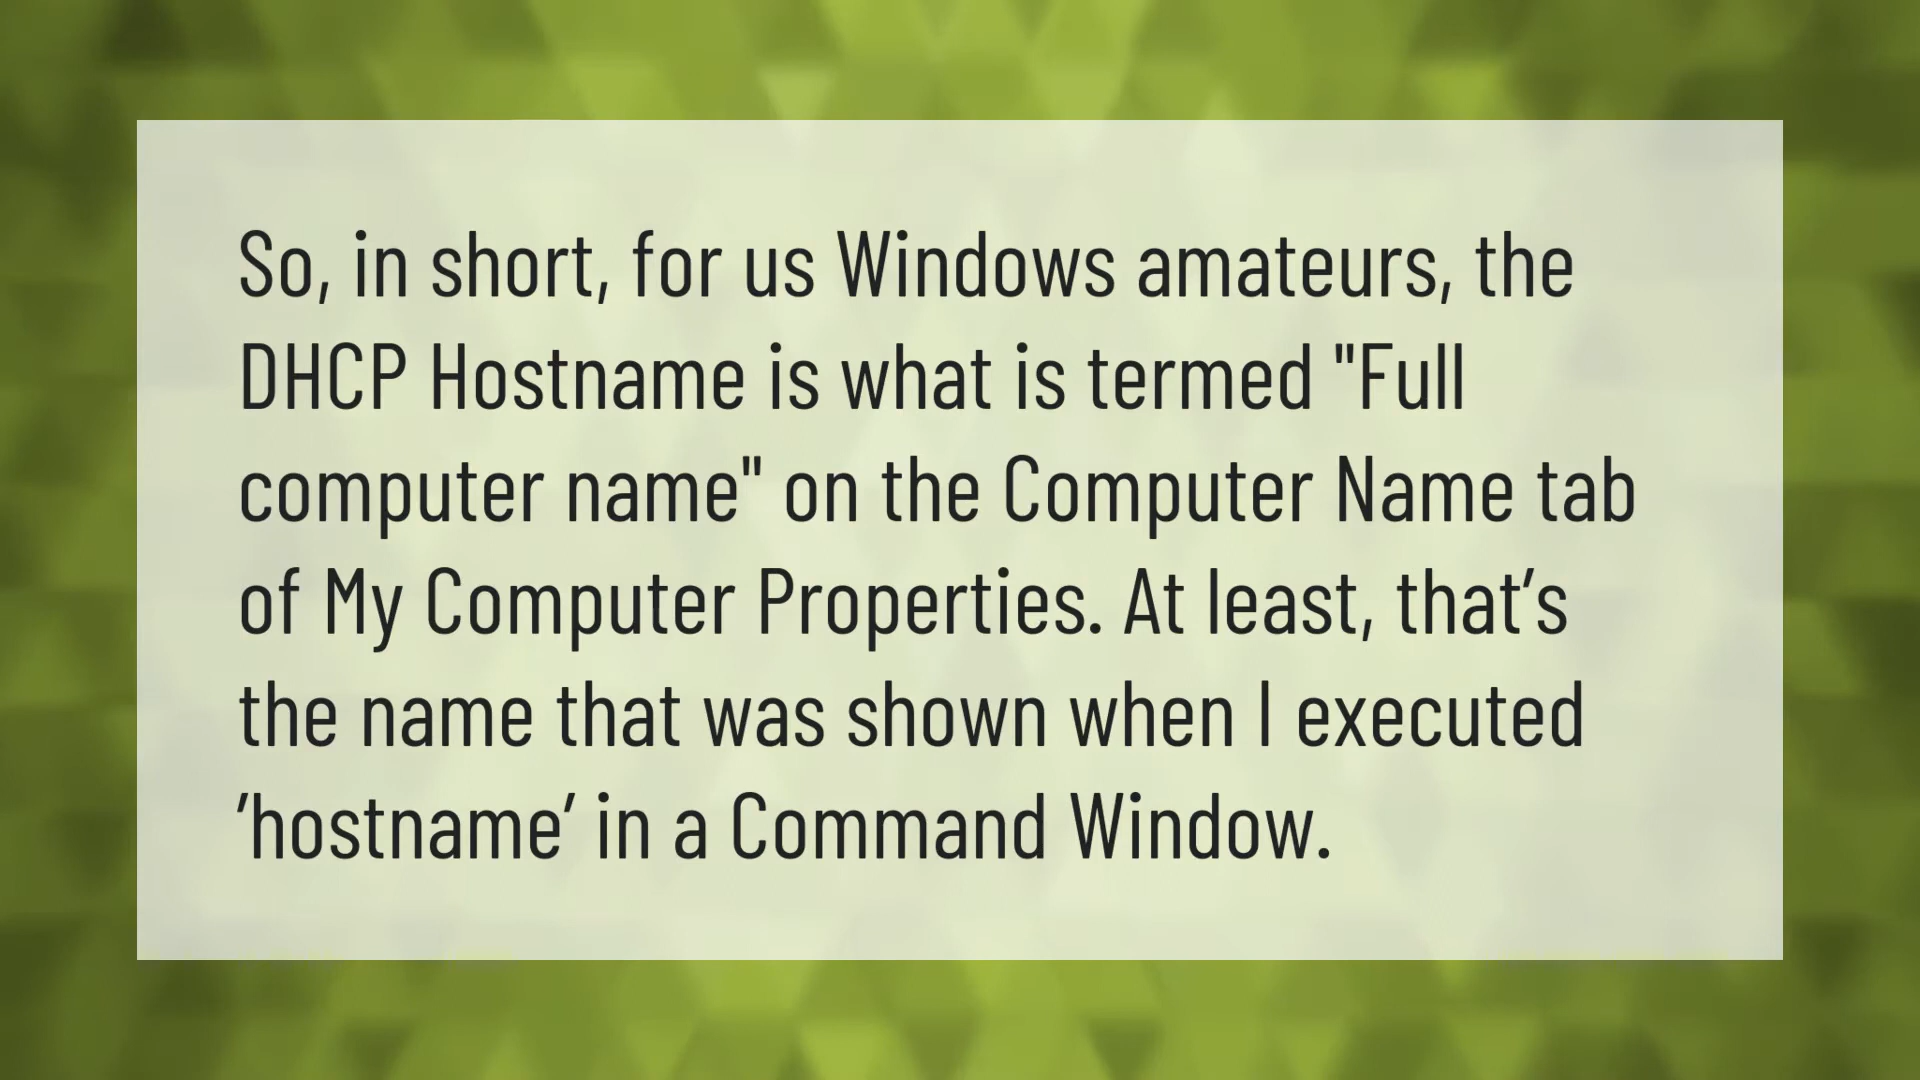 So, in short, for us Windows amateurs, the
DHCP Hostname is what is termed "Full
computer name" on the Computer Name tab
of My Computer Properties. At least, that’s
the name that was shown when I executed
’hostname’ in a Command Window.